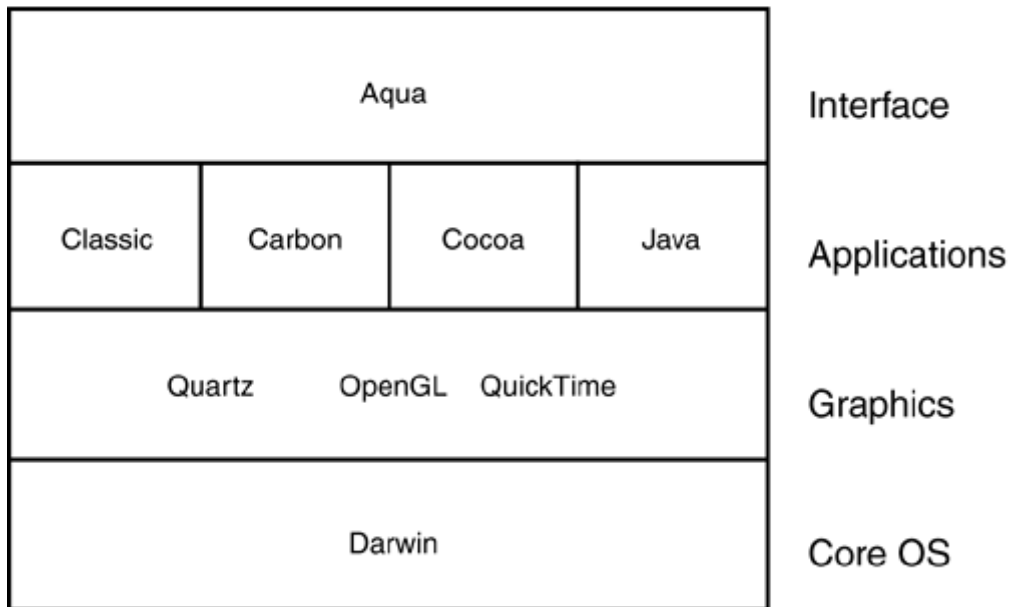 Aqua
Interface
Classic Carbon Cocoa Java
Applications
Quartz OpenGL QuickTime
Graphics
Darwin
Core OS